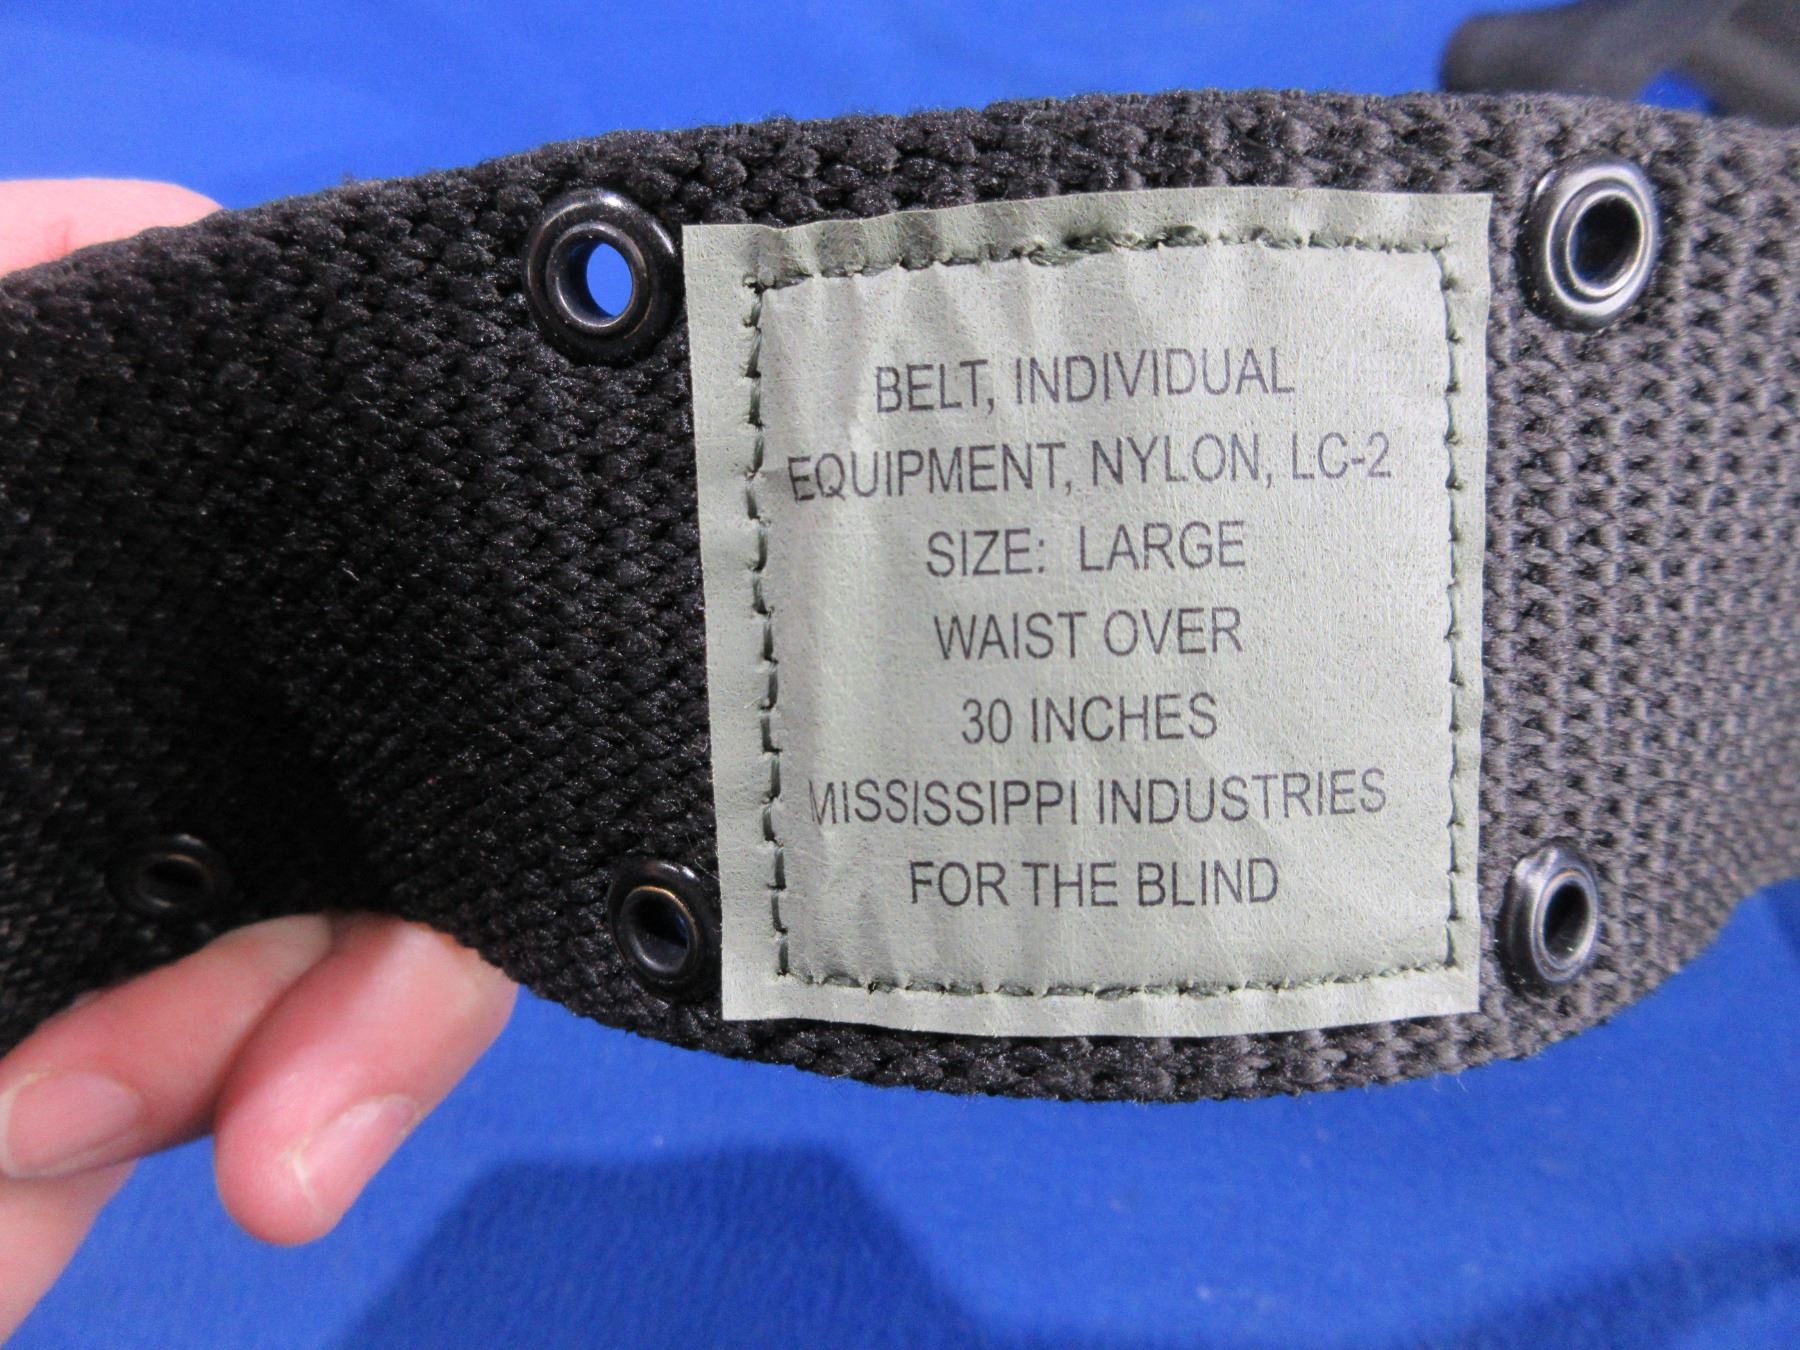 BELT, INDIVIDUAL
EQUIPMENT, NYLON, LC-2
SIZE: LARGE
WAIST OVER
30 INCHES
MISSISSIPPI INDUSTRIES
FOR THE BLIND